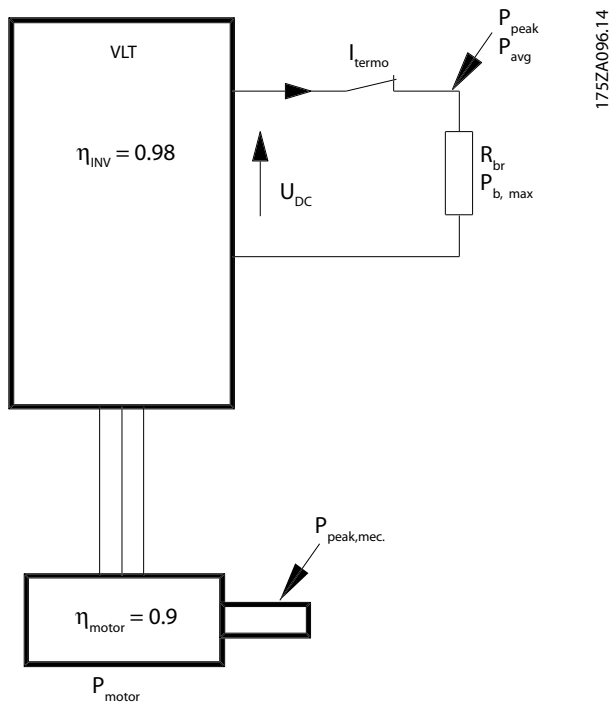 VLT
η_INV = 0.98
I_termo
U_DC
P_peak
P_avg
R_br
P_b, max
175ZA096.14
P_peak,mec.
η_motor = 0.9
P_motor